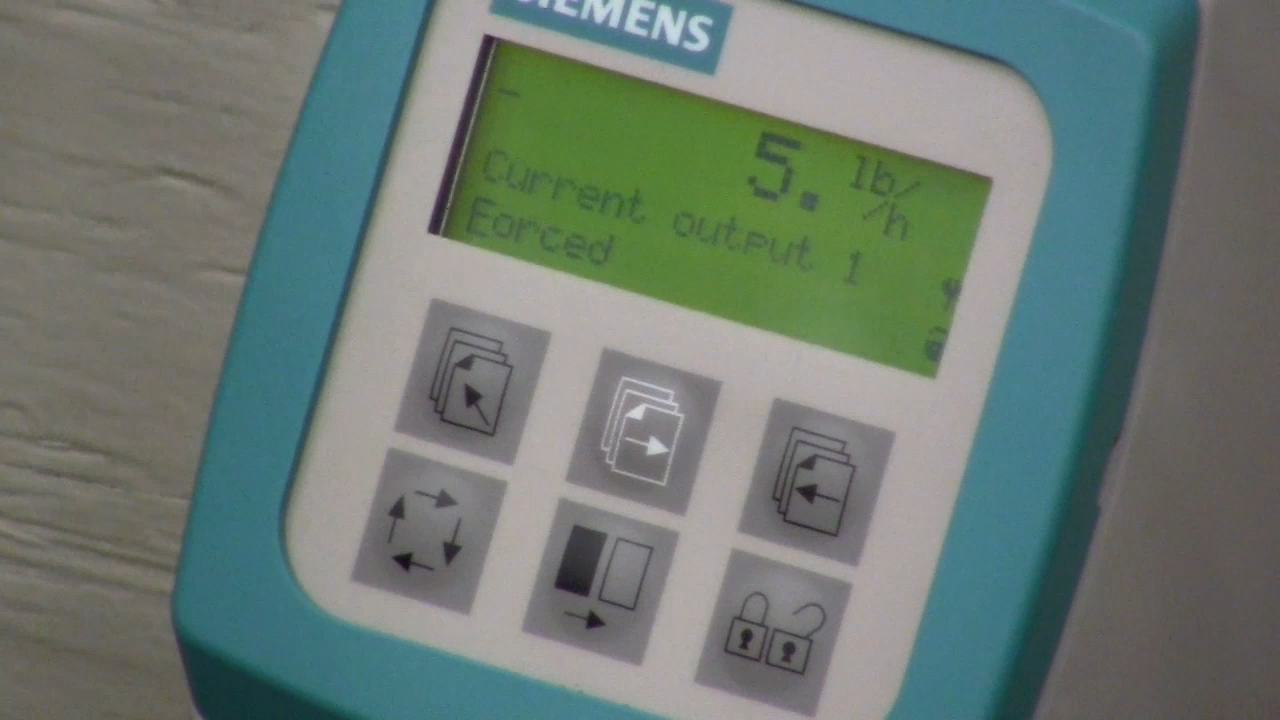 SIEMENS
5. lb/
/h
Current output 1
Forced